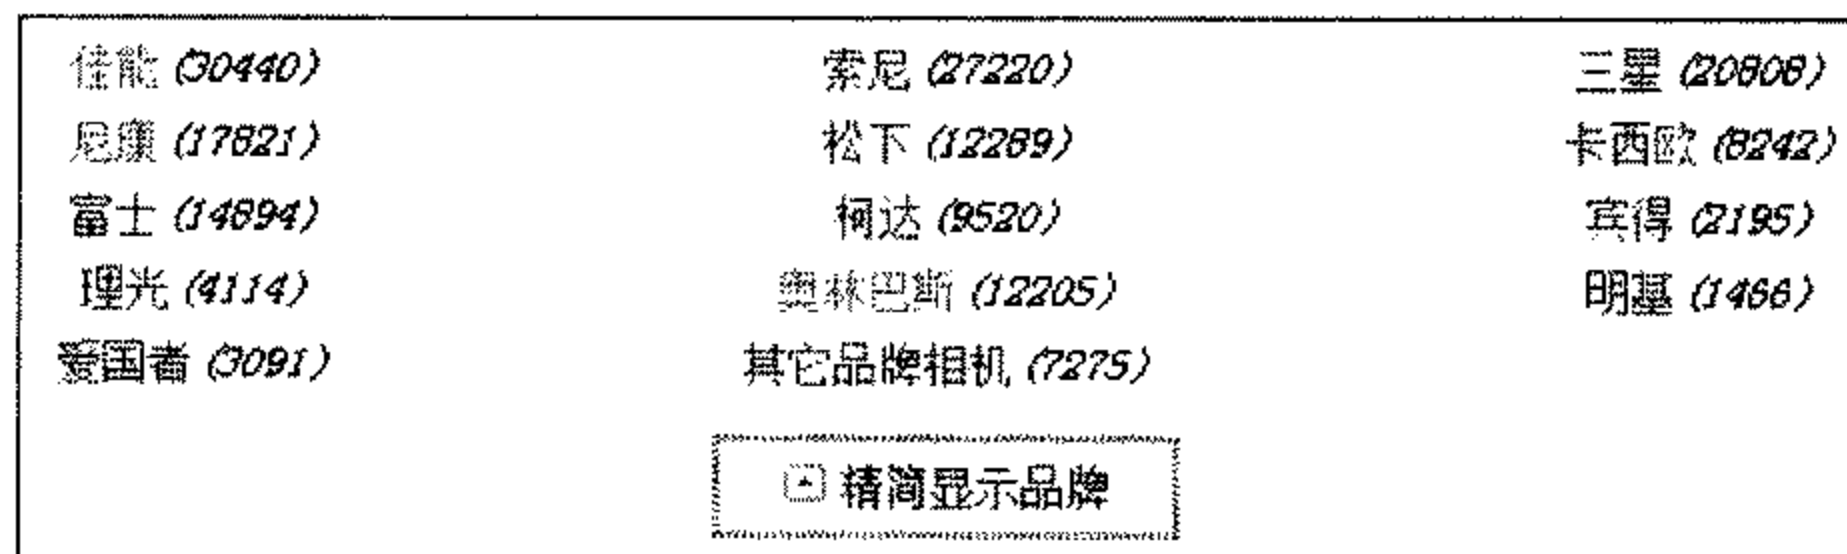 佳能 (30440) 索尼 (27220) 三星 (20808)
尼康 (17821) 松下 (12289) 卡西欧 (8242)
富士 (14894) 柯达 (9520) 宾得 (2195)
理光 (4114) 奥林巴斯 (12205) 明基 (1466)
爱国者 (3091) 其它品牌相机 (7275)
精简显示品牌